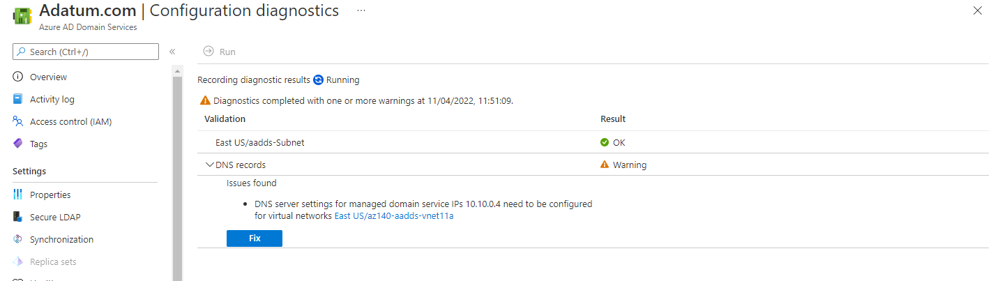 Adatum.com | Configuration diagnostics ...
Azure AD Domain Services
Search (Ctrl+/)
«
Run
Overview
Recording diagnostic results Running
Activity log
Diagnostics completed with one or more warnings at 11/04/2022, 11:51:09.
Access control (IAM)
Validation Result
Tags
East US/aadds-Subnet OK
DNS records Warning
Settings
Issues found
Properties
• DNS server settings for managed domain service IPs 10.10.0.4 need to be configured
for virtual networks East US/az140-aadds-vnet11a
Secure LDAP
Synchronization
Fix
Replica sets